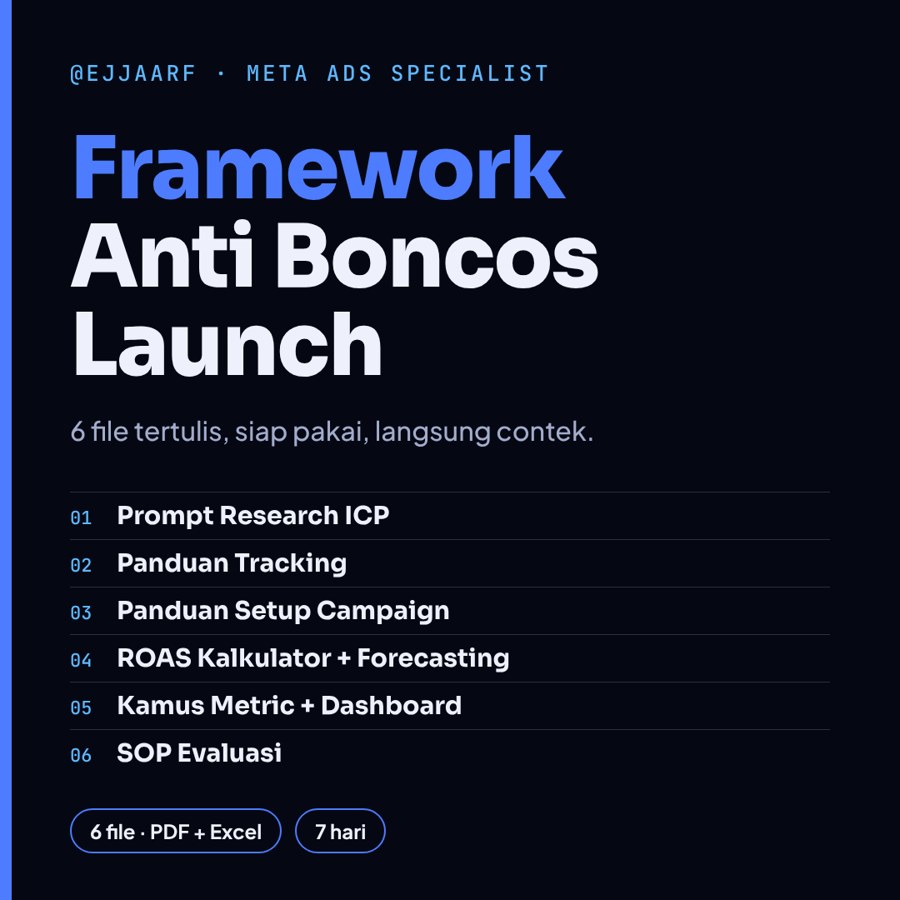 @EJJAARF · META ADS SPECIALIST
Framework
Anti Boncos
Launch
6 file tertulis, siap pakai, langsung contek.
01 Prompt Research ICP
02 Panduan Tracking
03 Panduan Setup Campaign
04 ROAS Kalkulator + Forecasting
05 Kamus Metric + Dashboard
06 SOP Evaluasi
6 file · PDF + Excel 7 hari